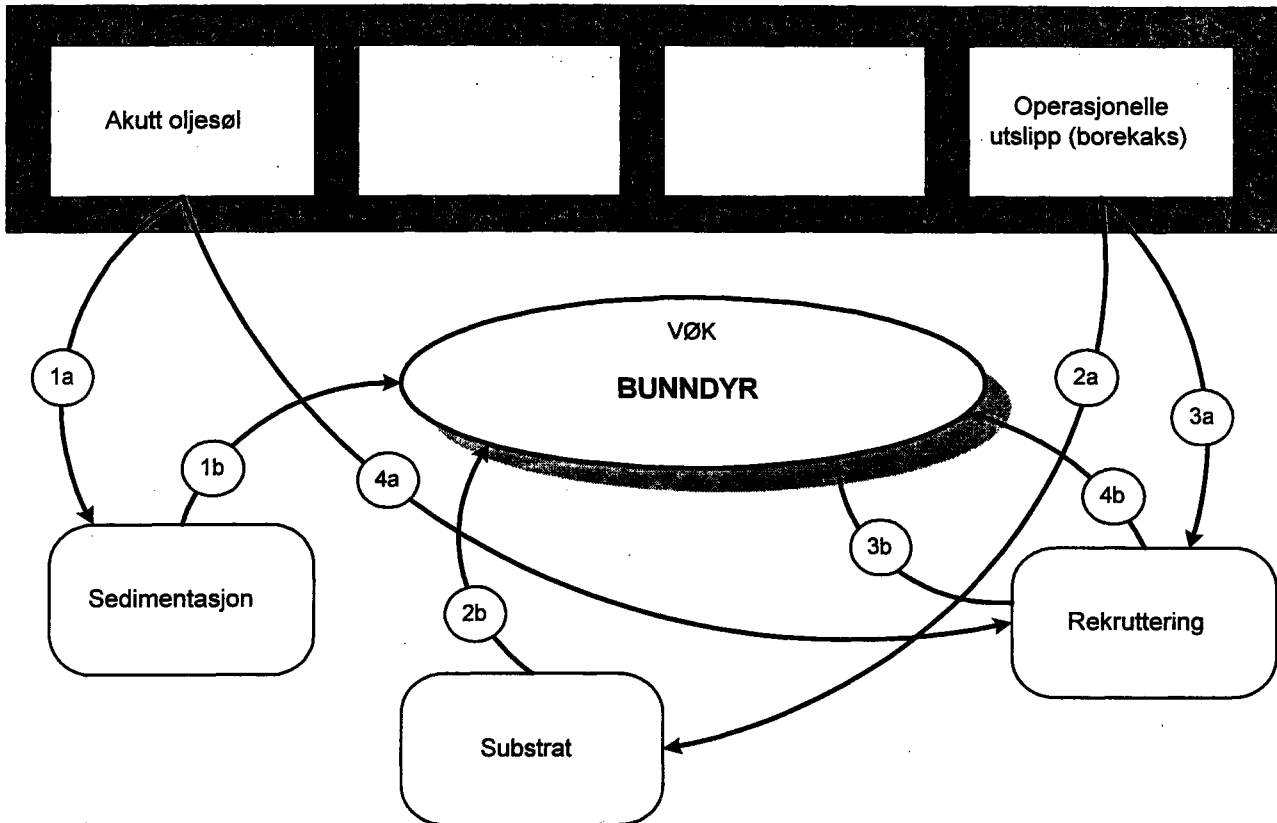 Akutt oljesøl
Operasjonelle
utslipp (borekaks)
VØK
BUNNDYR
1a
2a
3a
1b
4a
4b
3b
2b
Sedimentasjon
Rekruttering
Substrat